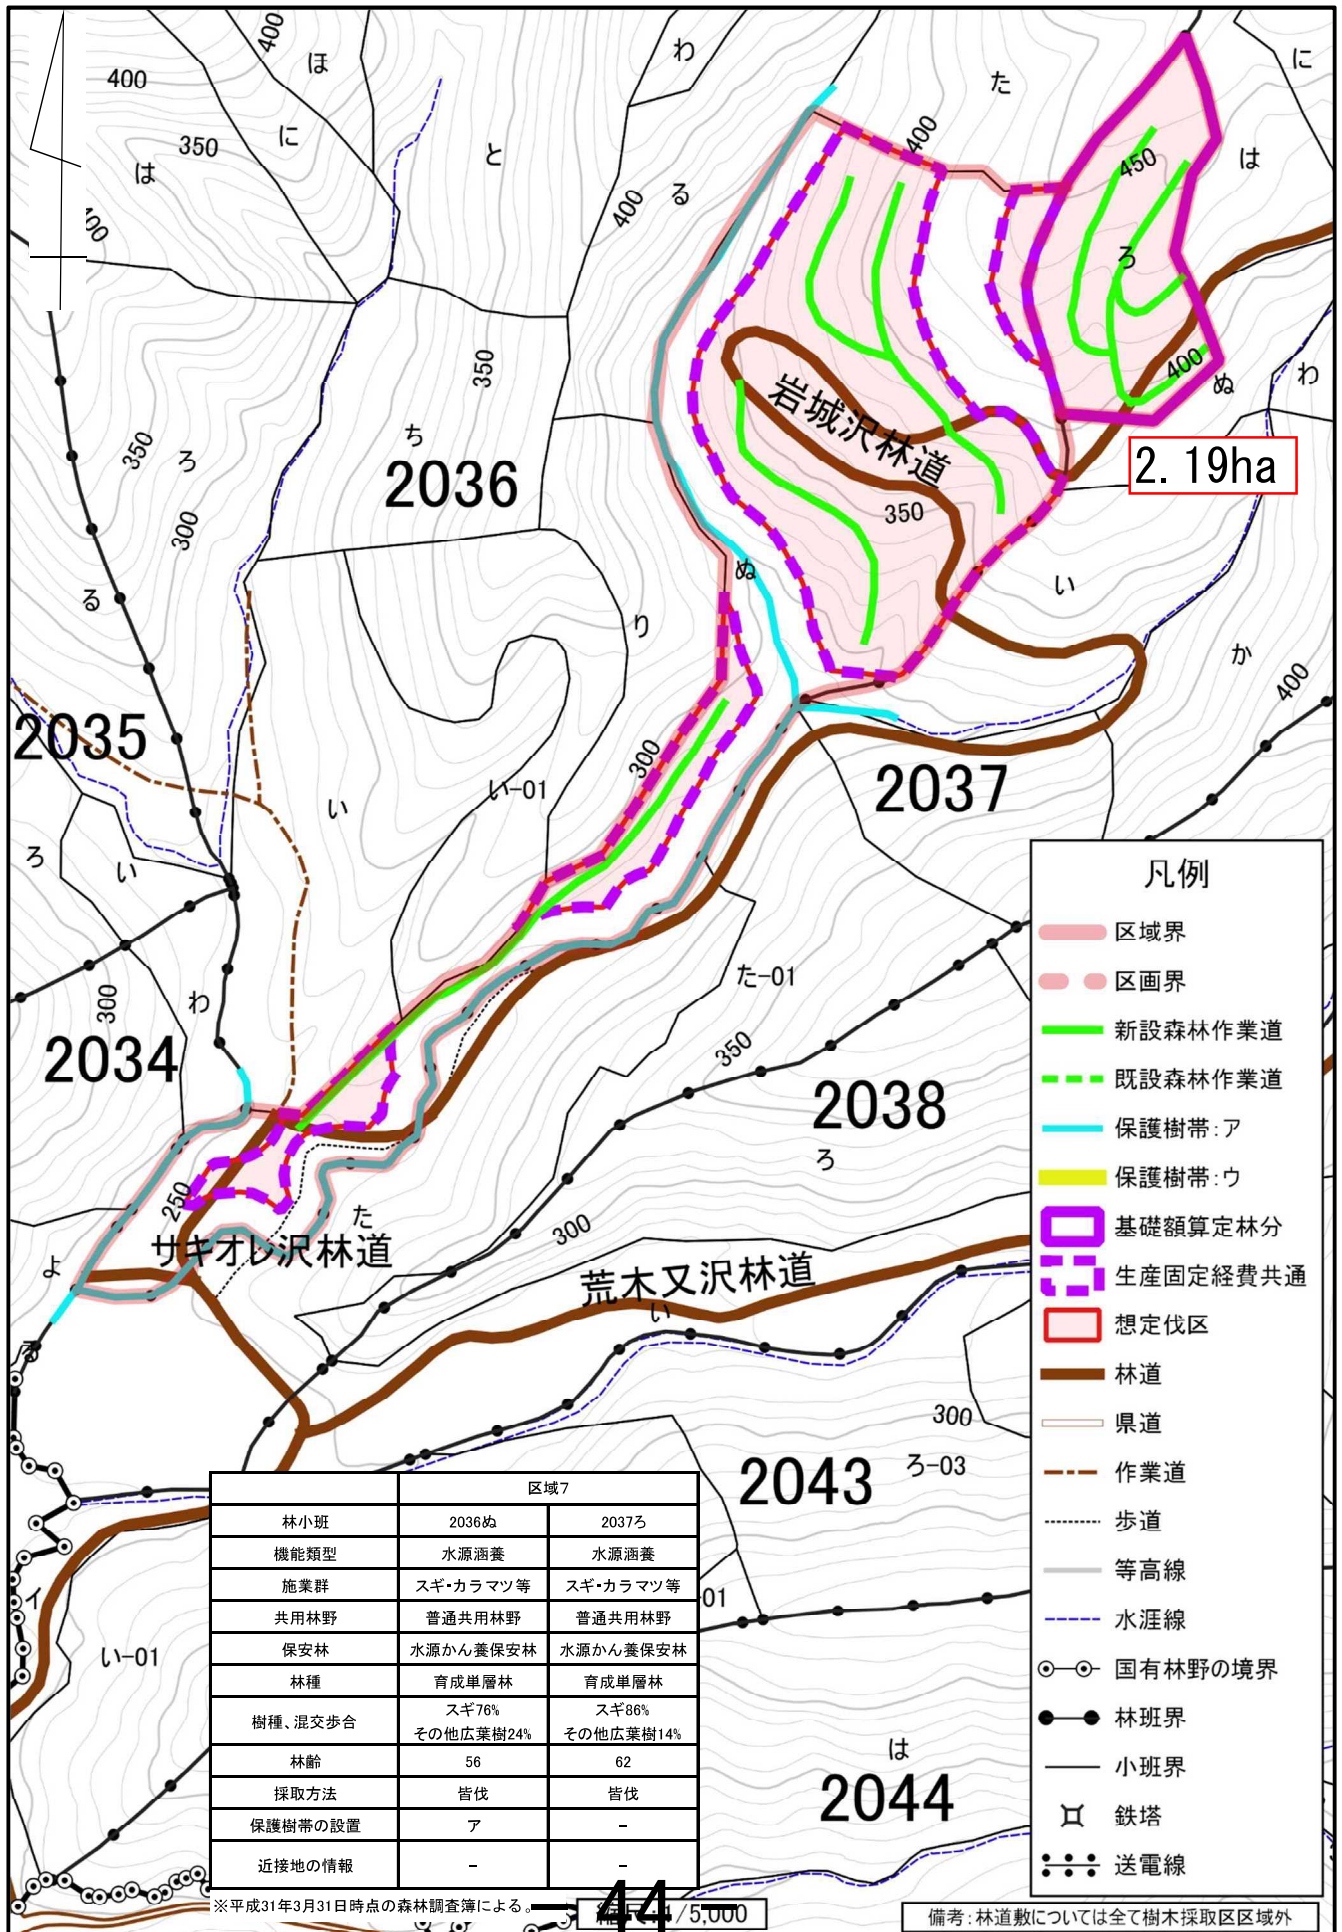 400
ほ
わ
た
に
400
350
に
と
400
450
は
は
400
る
400
ろ
350
ち
2036
岩城沢林道
400
ぬ
わ
350
ろ
300
2.19ha
350
る
ぬ
い
り
か
400
2035
300
2037
い
い-01
ろ
い
た-01
300
わ
2034
350
2038
ろ
250
た
300
サキオレ沢林道
よ
荒木又沢林道
い
る
300
ろ-03
2043
イ
い-01
01
は
2044
凡例
区域界
区画界
新設森林作業道
既設森林作業道
保護樹帯:ア
保護樹帯:ウ
基礎額算定林分
生産固定経費共通
想定伐区
林道
県道
作業道
歩道
等高線
水涯線
国有林野の境界
林班界
小班界
鉄塔
送電線
区域7
林小班 2036ぬ 2037ろ
機能類型 水源涵養 水源涵養
施業群 スギ・カラマツ等 スギ・カラマツ等
共用林野 普通共用林野 普通共用林野
保安林 水源かん養保安林 水源かん養保安林
林種 育成単層林 育成単層林
樹種、混交歩合 スギ76% スギ86%
その他広葉樹24% その他広葉樹14%
林齢 56 62
採取方法 皆伐 皆伐
保護樹帯の設置 ア -
近接地の情報 - -
※平成31年3月31日時点の森林調査簿による。
縮尺:1/5,000
― 44 ―
備考:林道敷については全て樹木採取区区域外